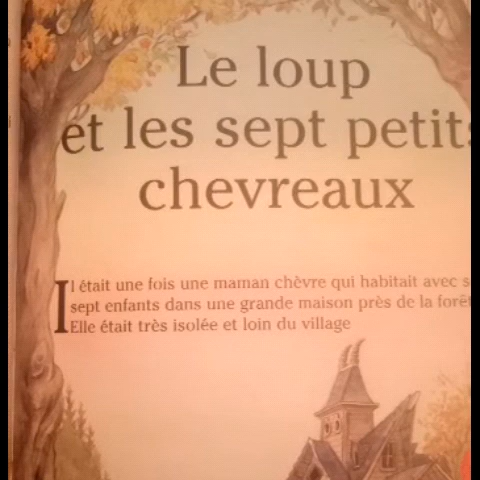 Le loup
et les sept petits
chevreaux
Il était une fois une maman chèvre qui habitait avec
sept enfants dans une grande maison près de la forêt
Elle était très isolée et loin du village